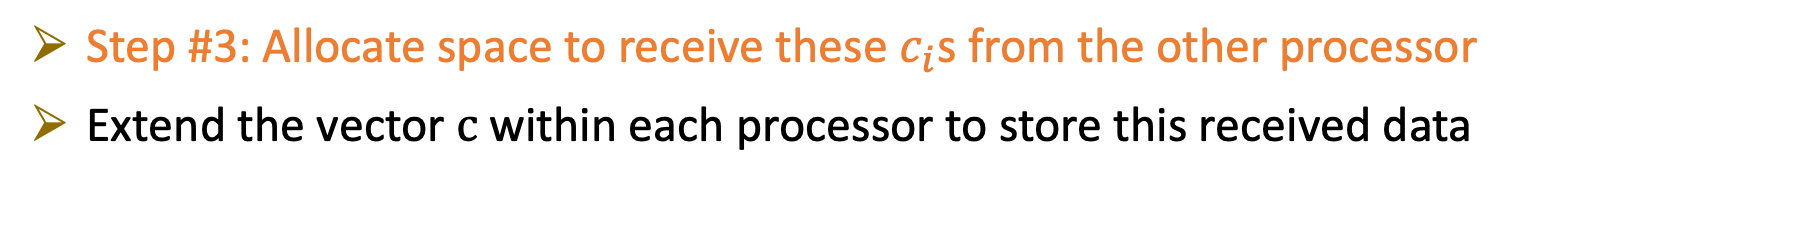 ➢ Step #3: Allocate space to receive these $c_i$s from the other processor
➢ Extend the vector c within each processor to store this received data